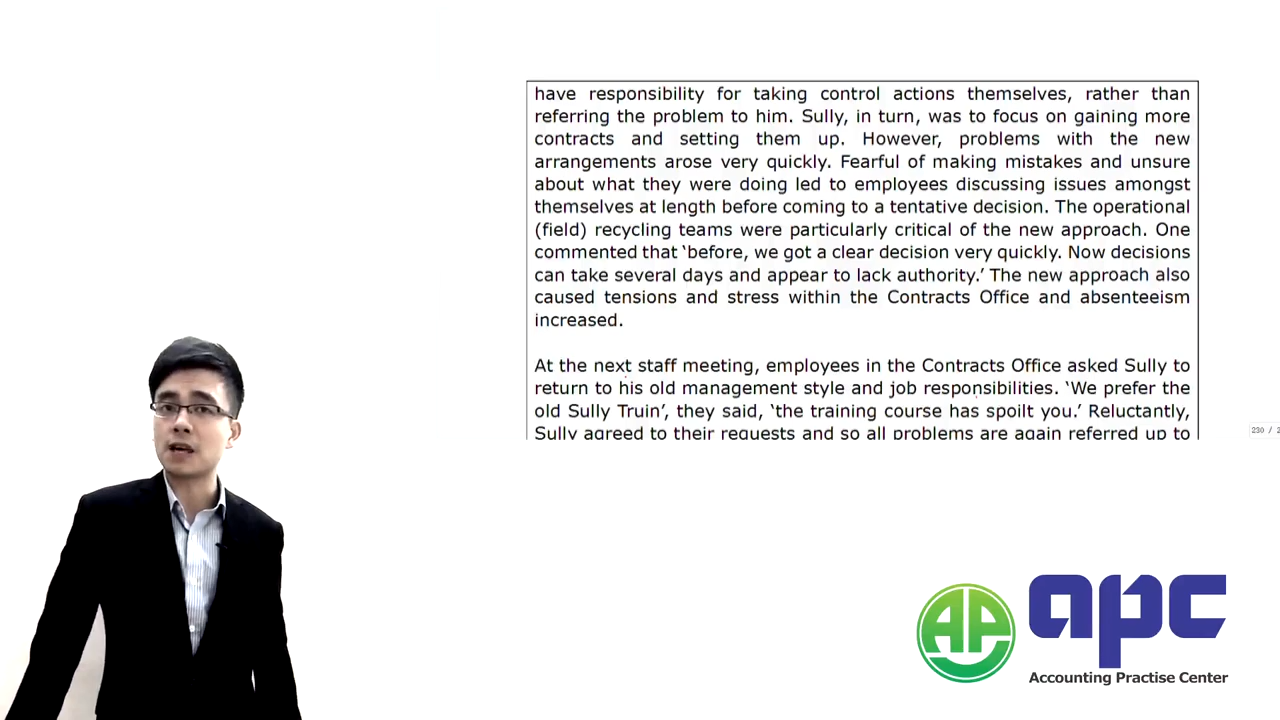 have responsibility for taking control actions themselves, rather than
referring the problem to him. Sully, in turn, was to focus on gaining more
contracts and setting them up. However, problems with the new
arrangements arose very quickly. Fearful of making mistakes and unsure
about what they were doing led to employees discussing issues amongst
themselves at length before coming to a tentative decision. The operational
(field) recycling teams were particularly critical of the new approach. One
commented that ‘before, we got a clear decision very quickly. Now decisions
can take several days and appear to lack authority.’ The new approach also
caused tensions and stress within the Contracts Office and absenteeism
increased.
At the next staff meeting, employees in the Contracts Office asked Sully to
return to his old management style and job responsibilities. ‘We prefer the
old Sully Truin’, they said, ‘the training course has spoilt you.’ Reluctantly,
Sully agreed to their requests and so all problems are again referred up to
230 / 2
AP
apc
Accounting Practise Center